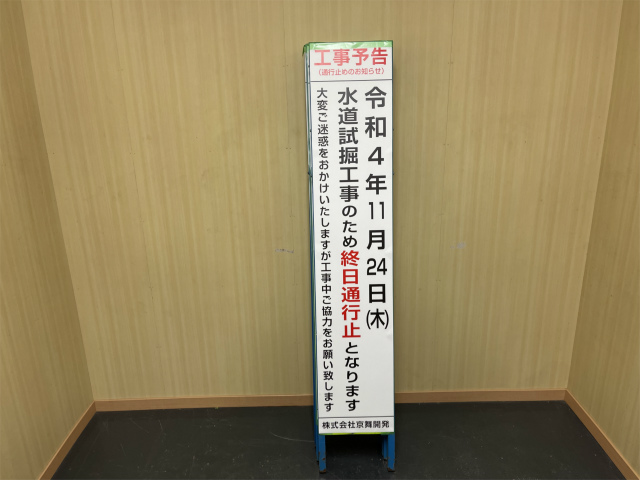 工事予告
(通行止めのお知らせ)
令和4年11月24日(木)
水道試掘工事のため終日通行止となります
大変ご迷惑をおかけいたしますが工事中ご協力をお願い致します
株式会社京舞開発